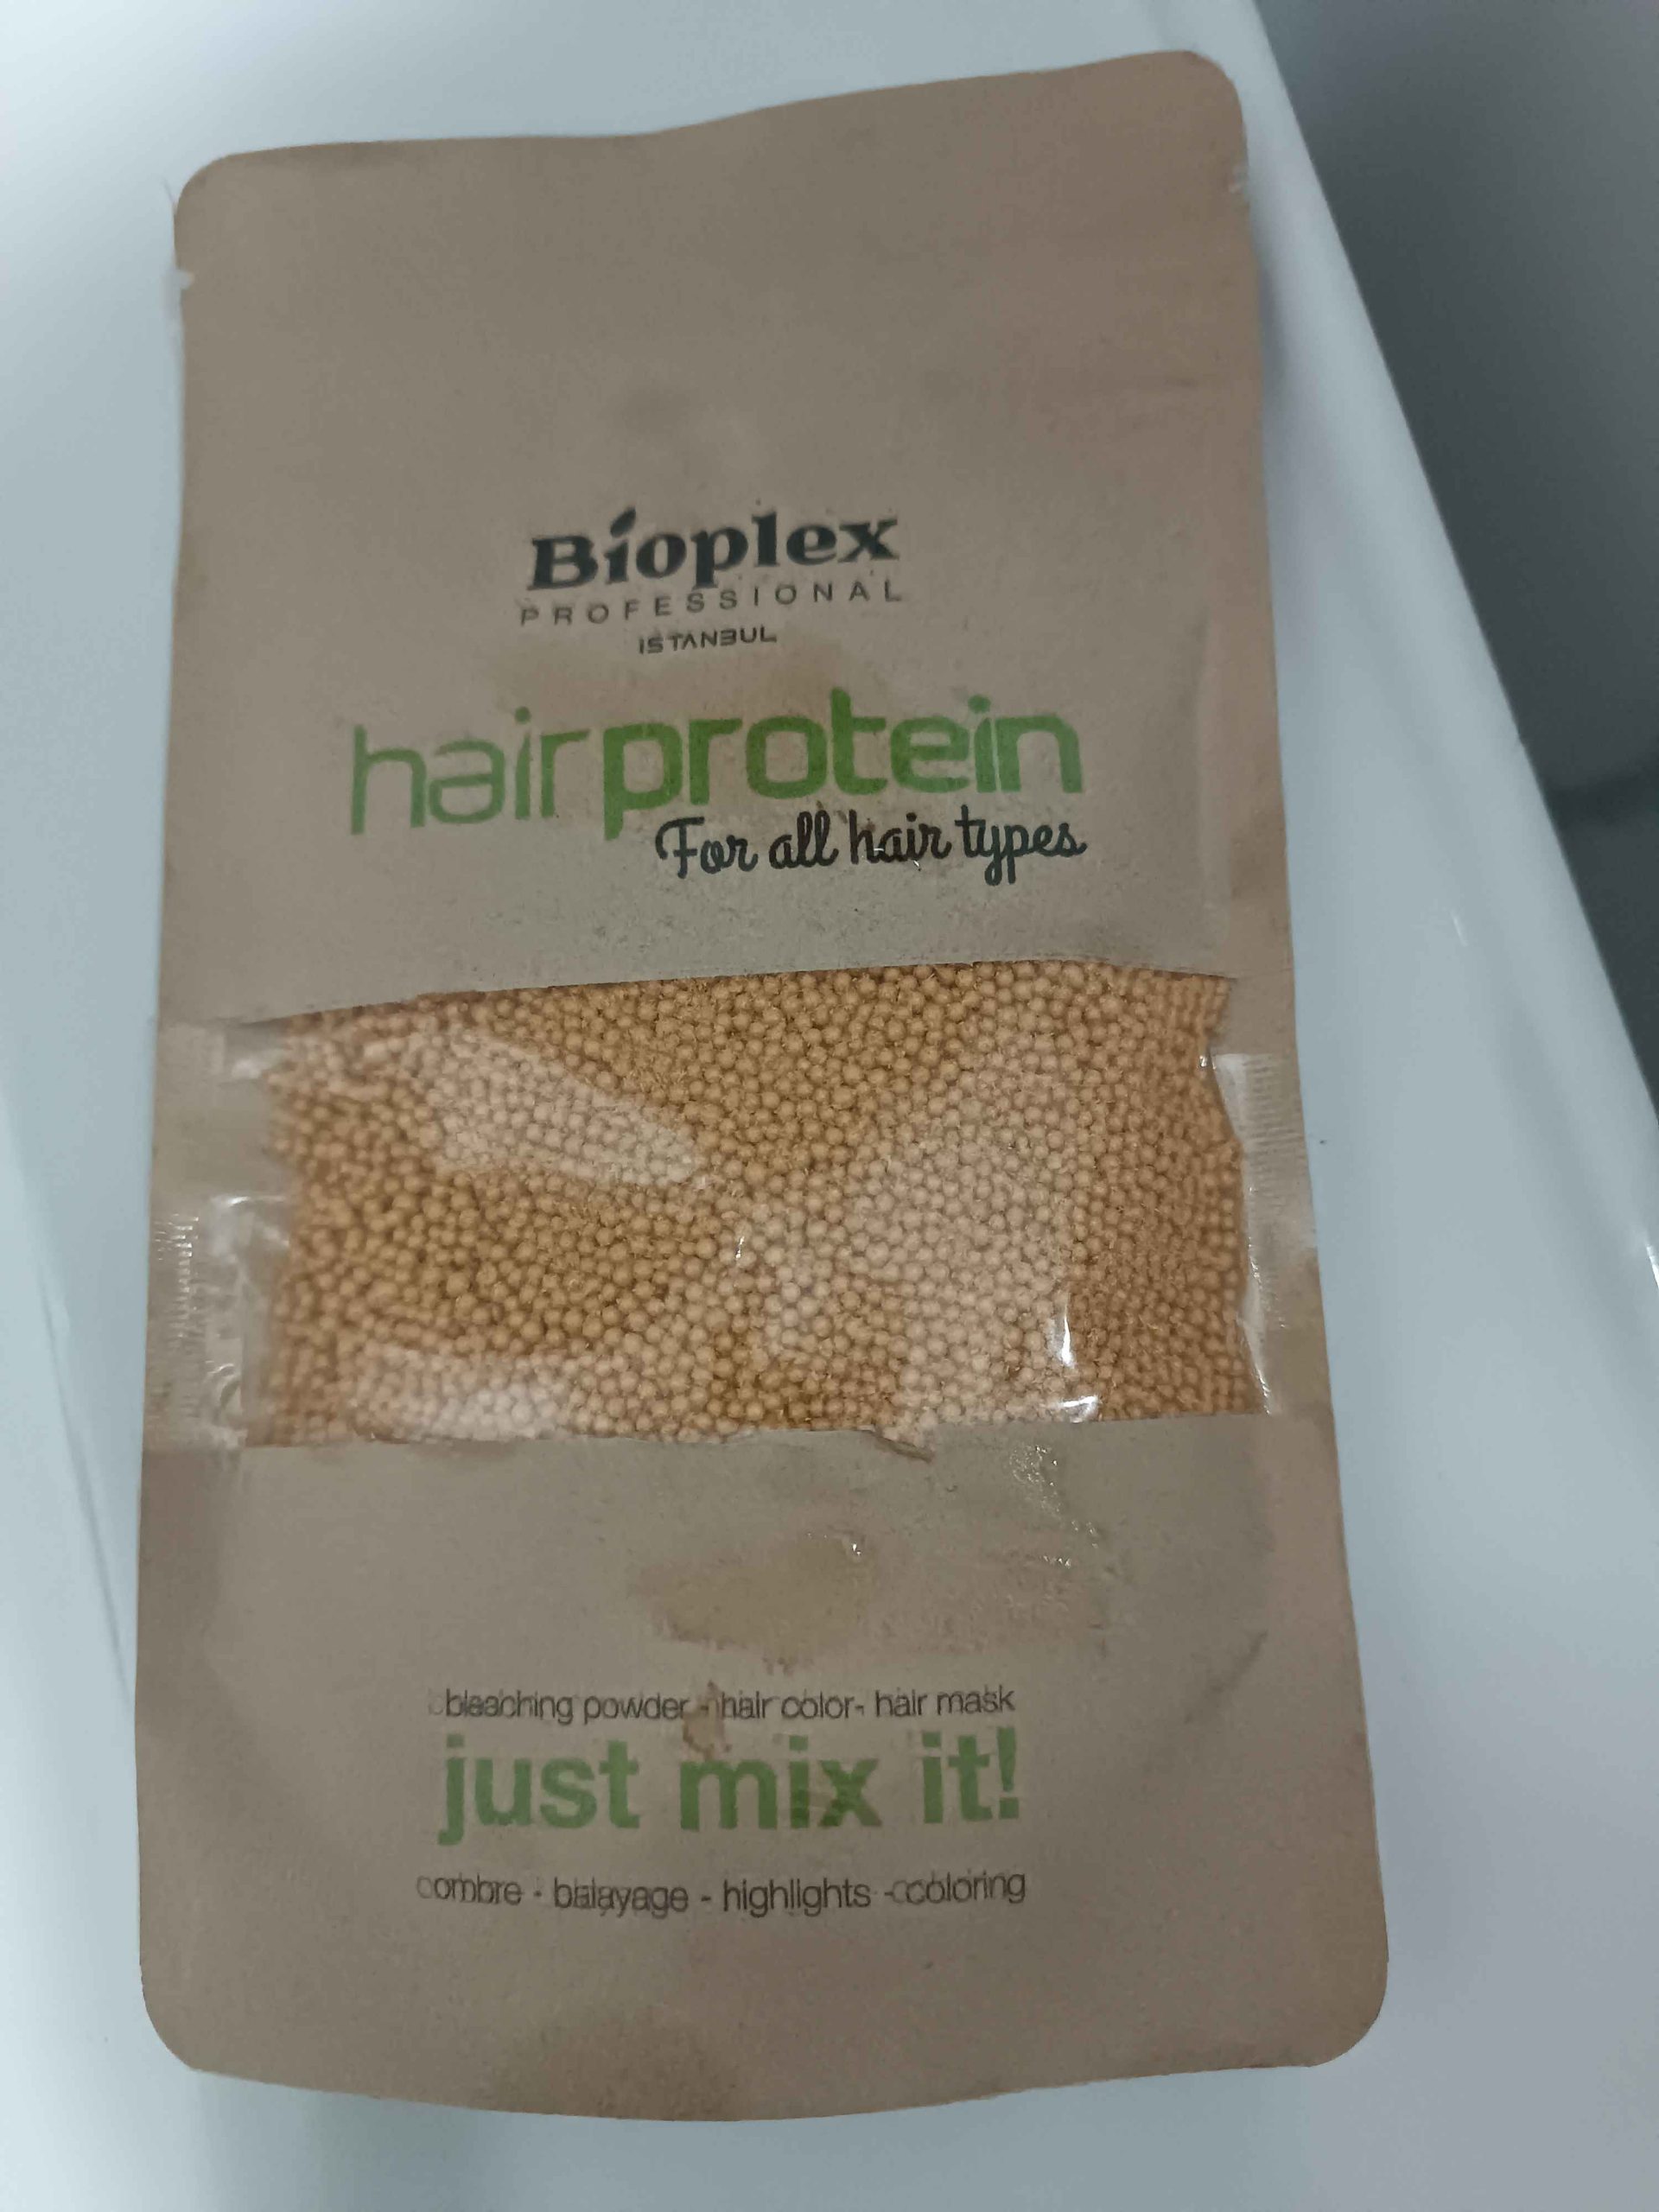 Bioplex
PROFESSIONAL
iSTANBUL
hairprotein
For all hair types
bleaching powder - hair color- hair mask
just mix it!
ombre - balayage - highlights - coloring